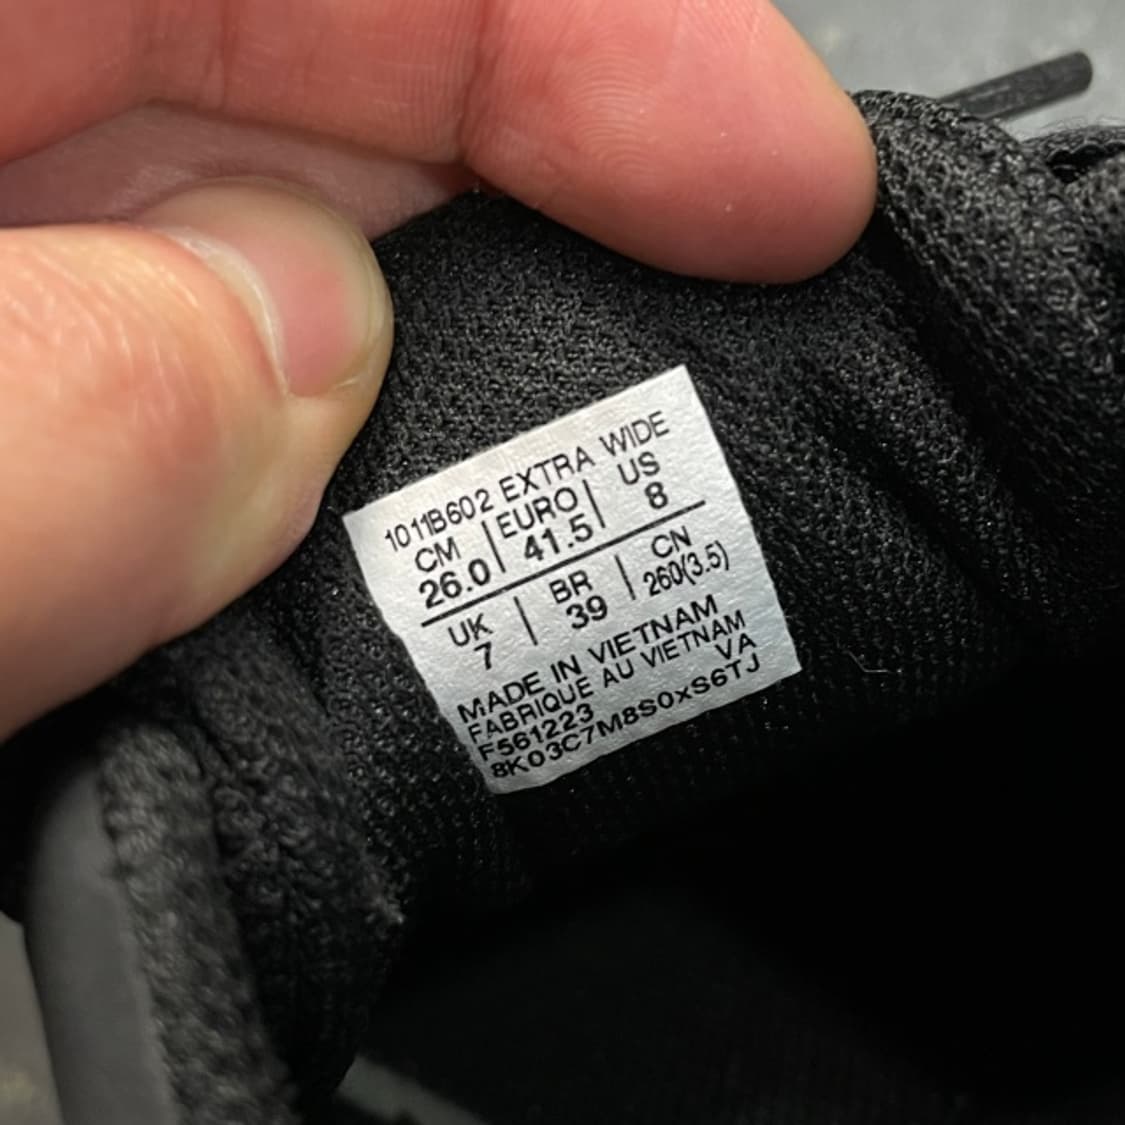 1011B602 EXTRA WIDE
CM | EURO | US
26.0 | 41.5 | 8
UK | BR | CN
7 | 39 | 260(3.5)
MADE IN VIETNAM
FABRIQUE AU VIETNAM
F561223 VA
8K03C7M8S0xS6TJ